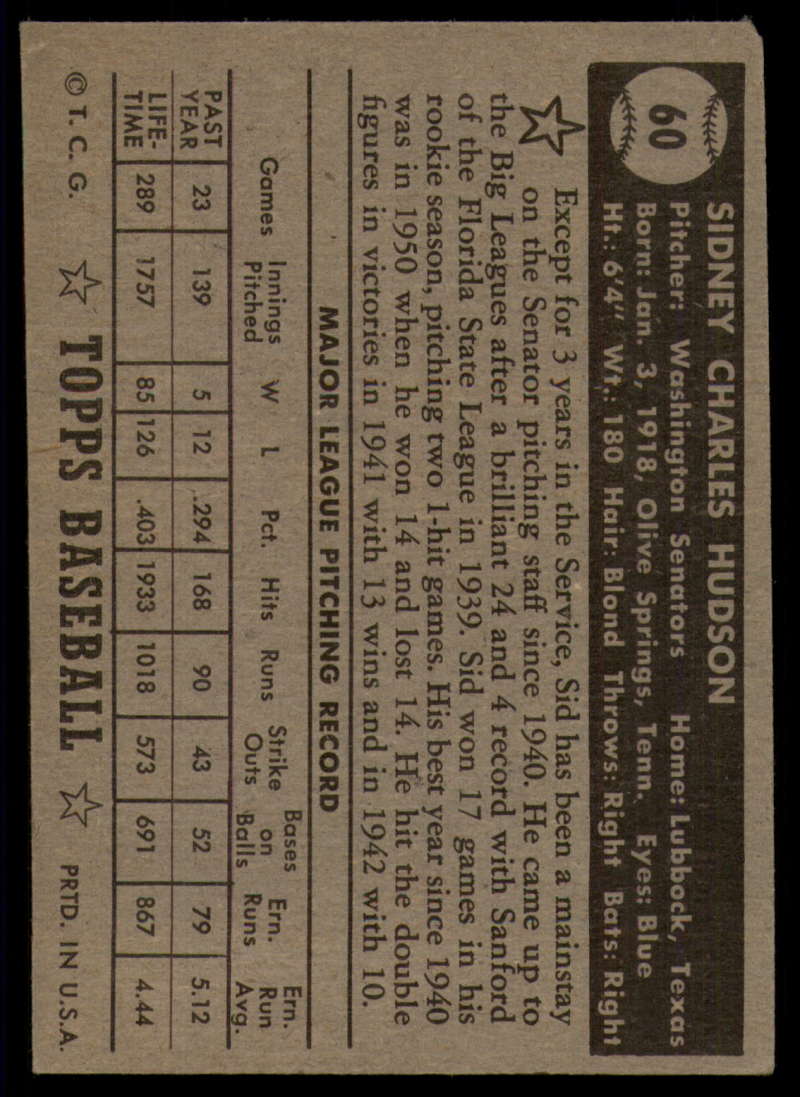 60
SIDNEY CHARLES HUDSON
Pitcher: Washington Senators Home: Lubbock, Texas
Born: Jan. 3, 1918, Olive Springs, Tenn. Eyes: Blue
Ht.: 6'4" Wt.: 180 Hair: Blond Throws: Right Bats: Right
Except for 3 years in the Service, Sid has been a mainstay
on the Senator pitching staff since 1940. He came up to
the Big Leagues after a brilliant 24 and 4 record with Sanford
of the Florida State League in 1939. Sid won 17 games in his
rookie season, pitching two 1-hit games. His best year since 1940
was in 1950 when he won 14 and lost 14. He hit the double
figures in victories in 1941 with 13 wins and in 1942 with 10.
MAJOR LEAGUE PITCHING RECORD
Games Innings Pitched W L Pct. Hits Runs Strike Outs Bases on Balls Ern. Runs Ern. Run Avg.
PAST YEAR 23 139 5 12 .294 168 90 43 52 79 5.12
LIFE-TIME 289 1757 85 126 .403 1933 1018 573 691 867 4.44
© T. C. G. TOPPS BASEBALL PRTD. IN U.S.A.